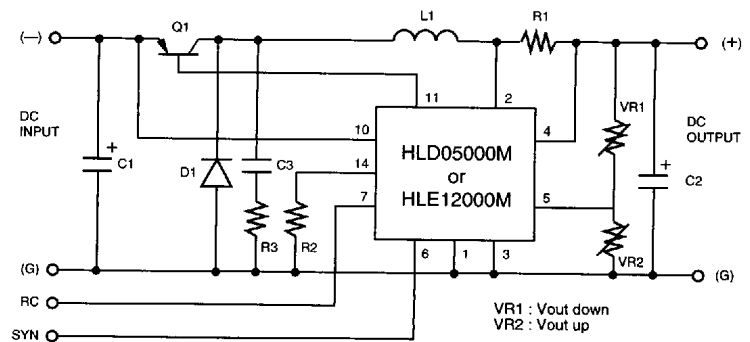 Q1
L1
R1
(—)
(+)
11
2
VR1
DC
INPUT
DC
OUTPUT
+
C1
10
4
HLD05000M
or
HLE12000M
14
D1
C3
7
5
+
C2
R3
R2
6
1
3
VR2
(G)
(G)
RC
VR1 : Vout down
VR2 : Vout up
SYN